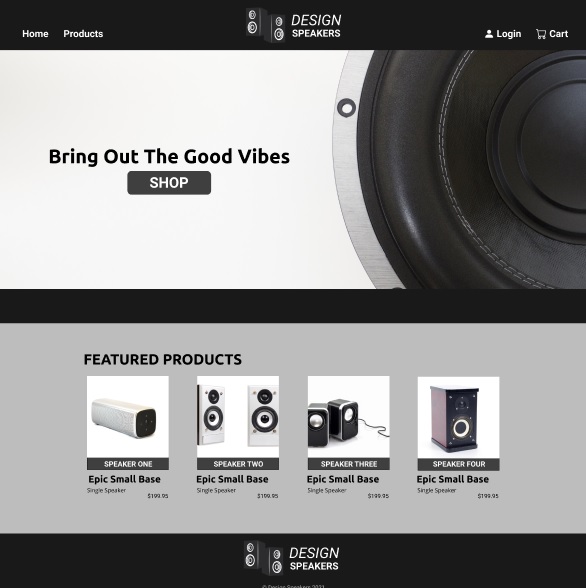 DESIGN
SPEAKERS
Home
Products
Login
Cart
Bring Out The Good Vibes
SHOP
FEATURED PRODUCTS
SPEAKER ONE
Epic Small Base
Single Speaker
$199.95
SPEAKER TWO
Epic Small Base
Single Speaker
$199.95
SPEAKER THREE
Epic Small Base
Single Speaker
$199.95
SPEAKER FOUR
Epic Small Base
Single Speaker
$199.95
DESIGN
SPEAKERS
© Design Speakers 2021